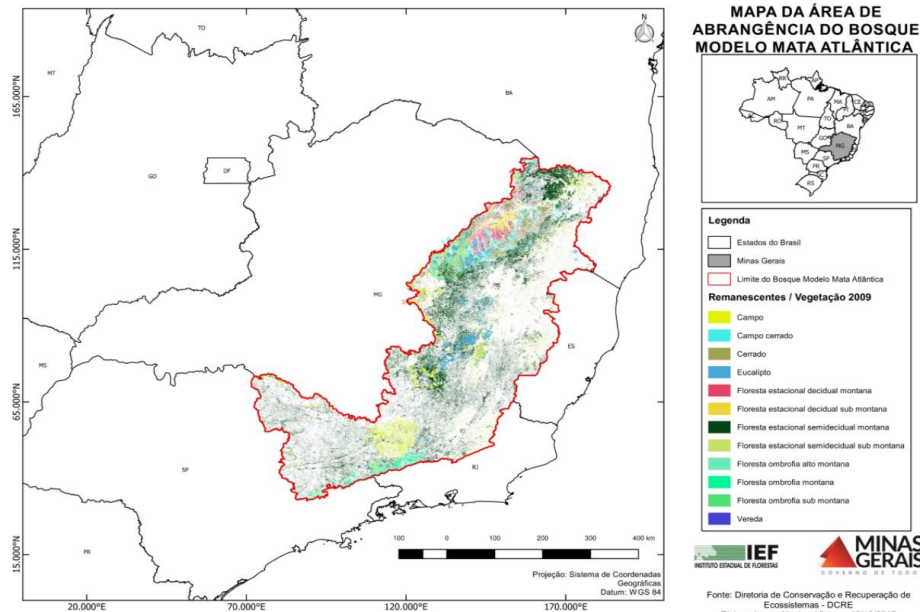 MAPA DA ÁREA DE
ABRANGÊNCIA DO BOSQUE
MODELO MATA ATLÂNTICA
N
TO
MT
BA
GO
DF
MG
MS
ES
SP
RJ
PR
165.000°N
115.000°N
65.000°N
15.000°N
20.000°E
70.000°E
120.000°E
170.000°E
100 0 100 200 300 400 km
Projeção: Sistema de Coordenadas
Geográficas
Datum: WGS 84
RR
AP
AM
PA
MA
CE
PI
TO
RO
MT
BA
GO
MG
MS
SP
PR
RS
Legenda
Estados do Brasil
Minas Gerais
Limite do Bosque Modelo Mata Atlântica
Remanescentes / Vegetação 2009
Campo
Campo cerrado
Cerrado
Eucalipto
Floresta estacional decidual montana
Floresta estacional decidual sub montana
Floresta estacional semidecidual montana
Floresta estacional semidecidual sub montana
Floresta ombrofia alto montana
Floresta ombrofia montana
Floresta ombrofia sub montana
Vereda
IEF
INSTITUTO ESTADUAL DE FLORESTAS
MINAS
GERAIS
GOVERNO DE TODOS
Fonte: Diretoria de Conservação e Recuperação de
Ecossistemas - DCRE